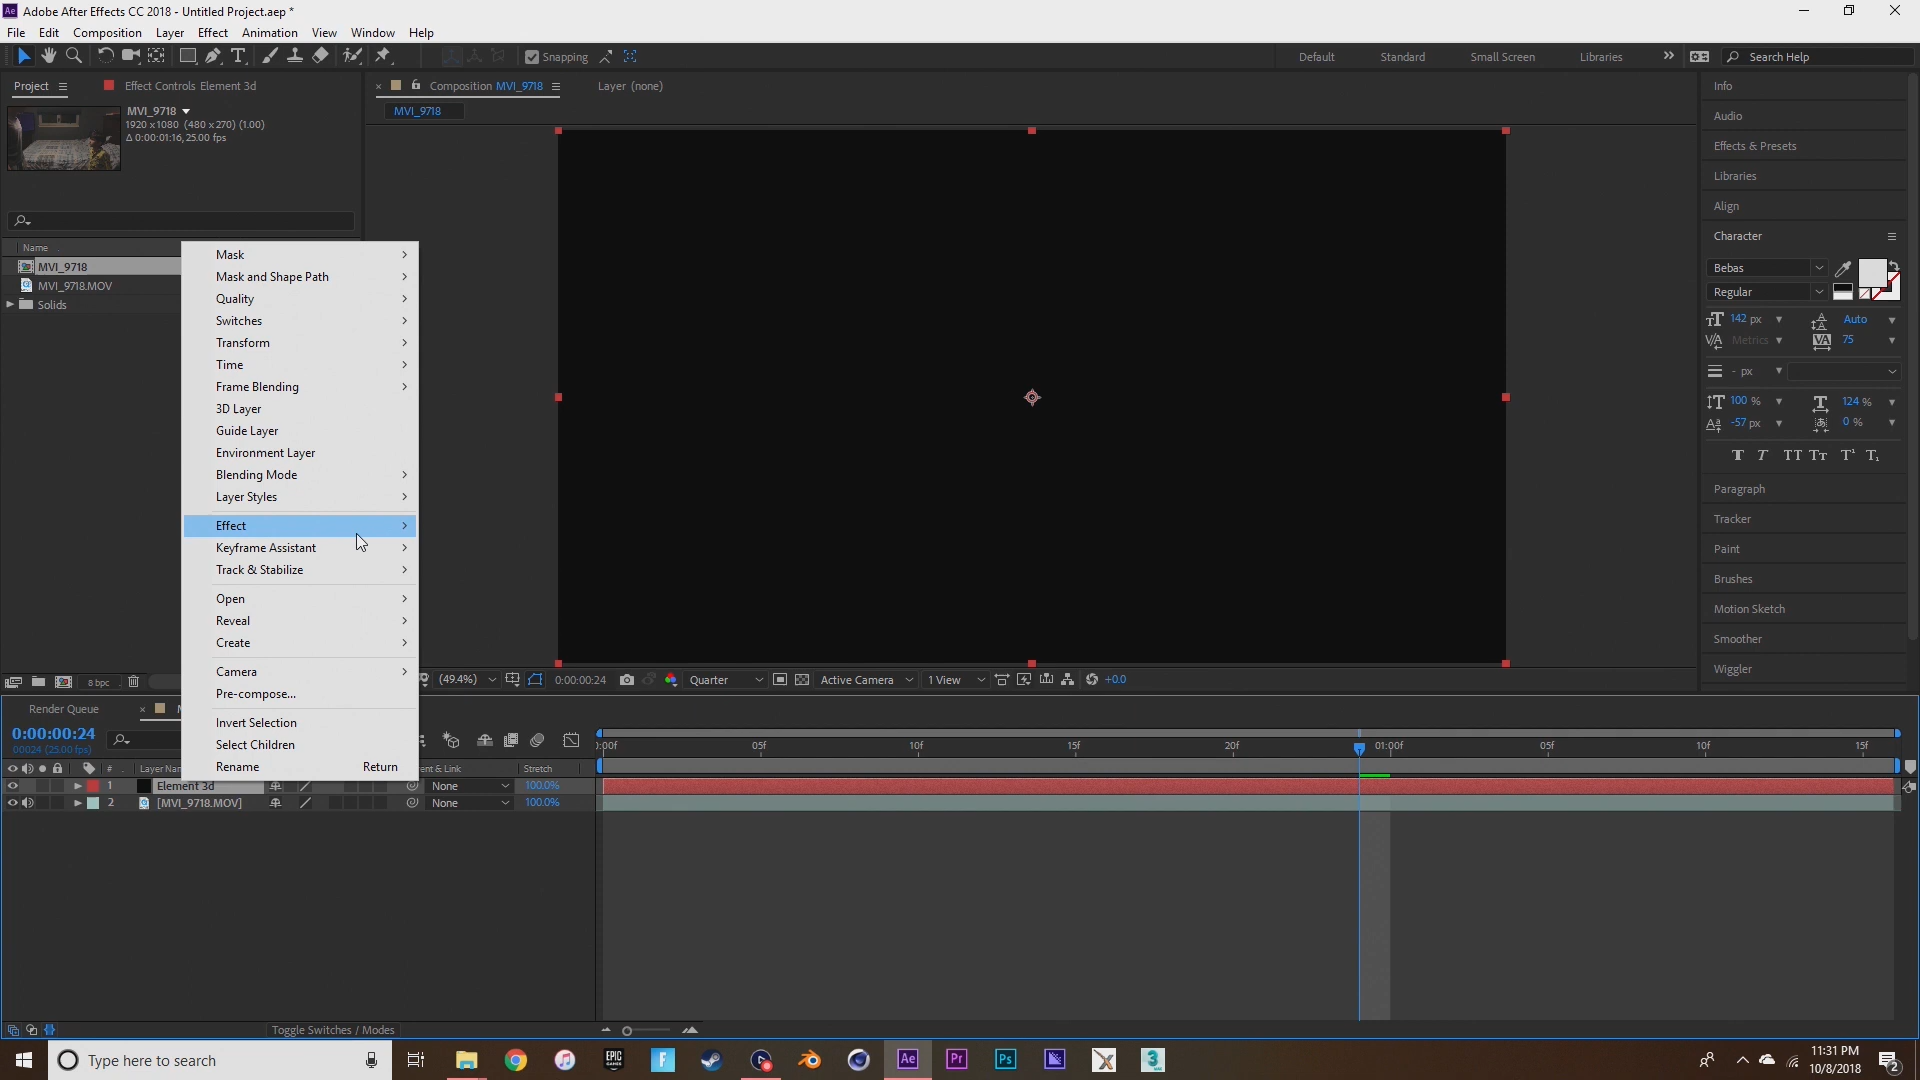 Adobe After Effects CC 2018 - Untitled Project.aep *
File Edit Composition Layer Effect Animation View Window Help
Snapping
Default Standard Small Screen Libraries
Search Help
Project
Effect Controls Element 3d
Composition MVI_9718
Layer (none)
MVI_9718
1920 x 1080 (480 x 270) (1.00)
Δ 0:00:01:16, 25.00 fps
MVI_9718
Name
MVI_9718
MVI_9718.MOV
Solids
Mask
Mask and Shape Path
Quality
Switches
Transform
Time
Frame Blending
3D Layer
Guide Layer
Environment Layer
Blending Mode
Layer Styles
Effect
Keyframe Assistant
Track & Stabilize
Open
Reveal
Create
Camera
Pre-compose...
Invert Selection
Select Children
Rename Return
Info
Audio
Effects & Presets
Libraries
Align
Character
Bebas
Regular
142 px Auto
Metrics 75
- px
100 % 124 %
-57 px 0 %
Paragraph
Tracker
Paint
Brushes
Motion Sketch
Smoother
Wiggler
8 bpc
(49.4%) 0:00:00:24 Quarter Active Camera 1 View +0.0
Render Queue
0:00:00:24
00024 (25.00 fps)
:00f 05f 10f 15f 20f 01:00f 05f 10f 15f
# Layer Nam ent & Link Stretch
1 Element 3d None 100.0%
2 [MVI_9718.MOV] None 100.0%
Toggle Switches / Modes
Type here to search
EPIC GAMES
Ae Pr Ps
3
11:31 PM
10/8/2018
2